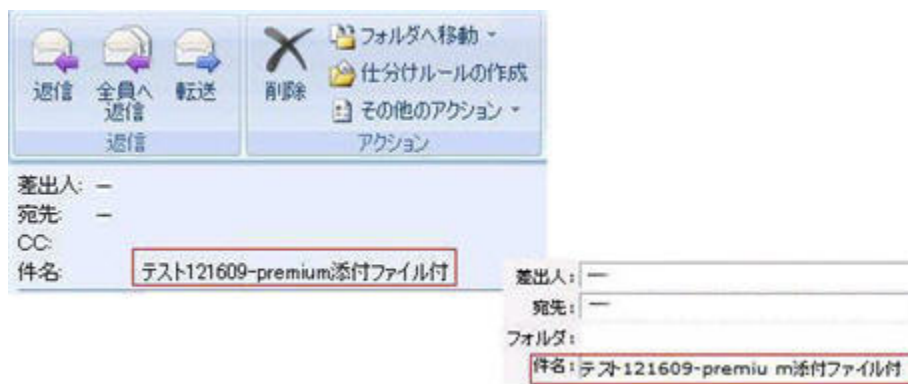 返信 全員へ返信 転送
返信
削除
フォルダへ移動
仕分けルールの作成
その他のアクション
アクション
差出人: ー
宛先: ー
CC:
件名: テスト121609-premium添付ファイル付
差出人: ー
宛先: ー
フォルダ:
件名: テスト121609-premiu m添付ファイル付